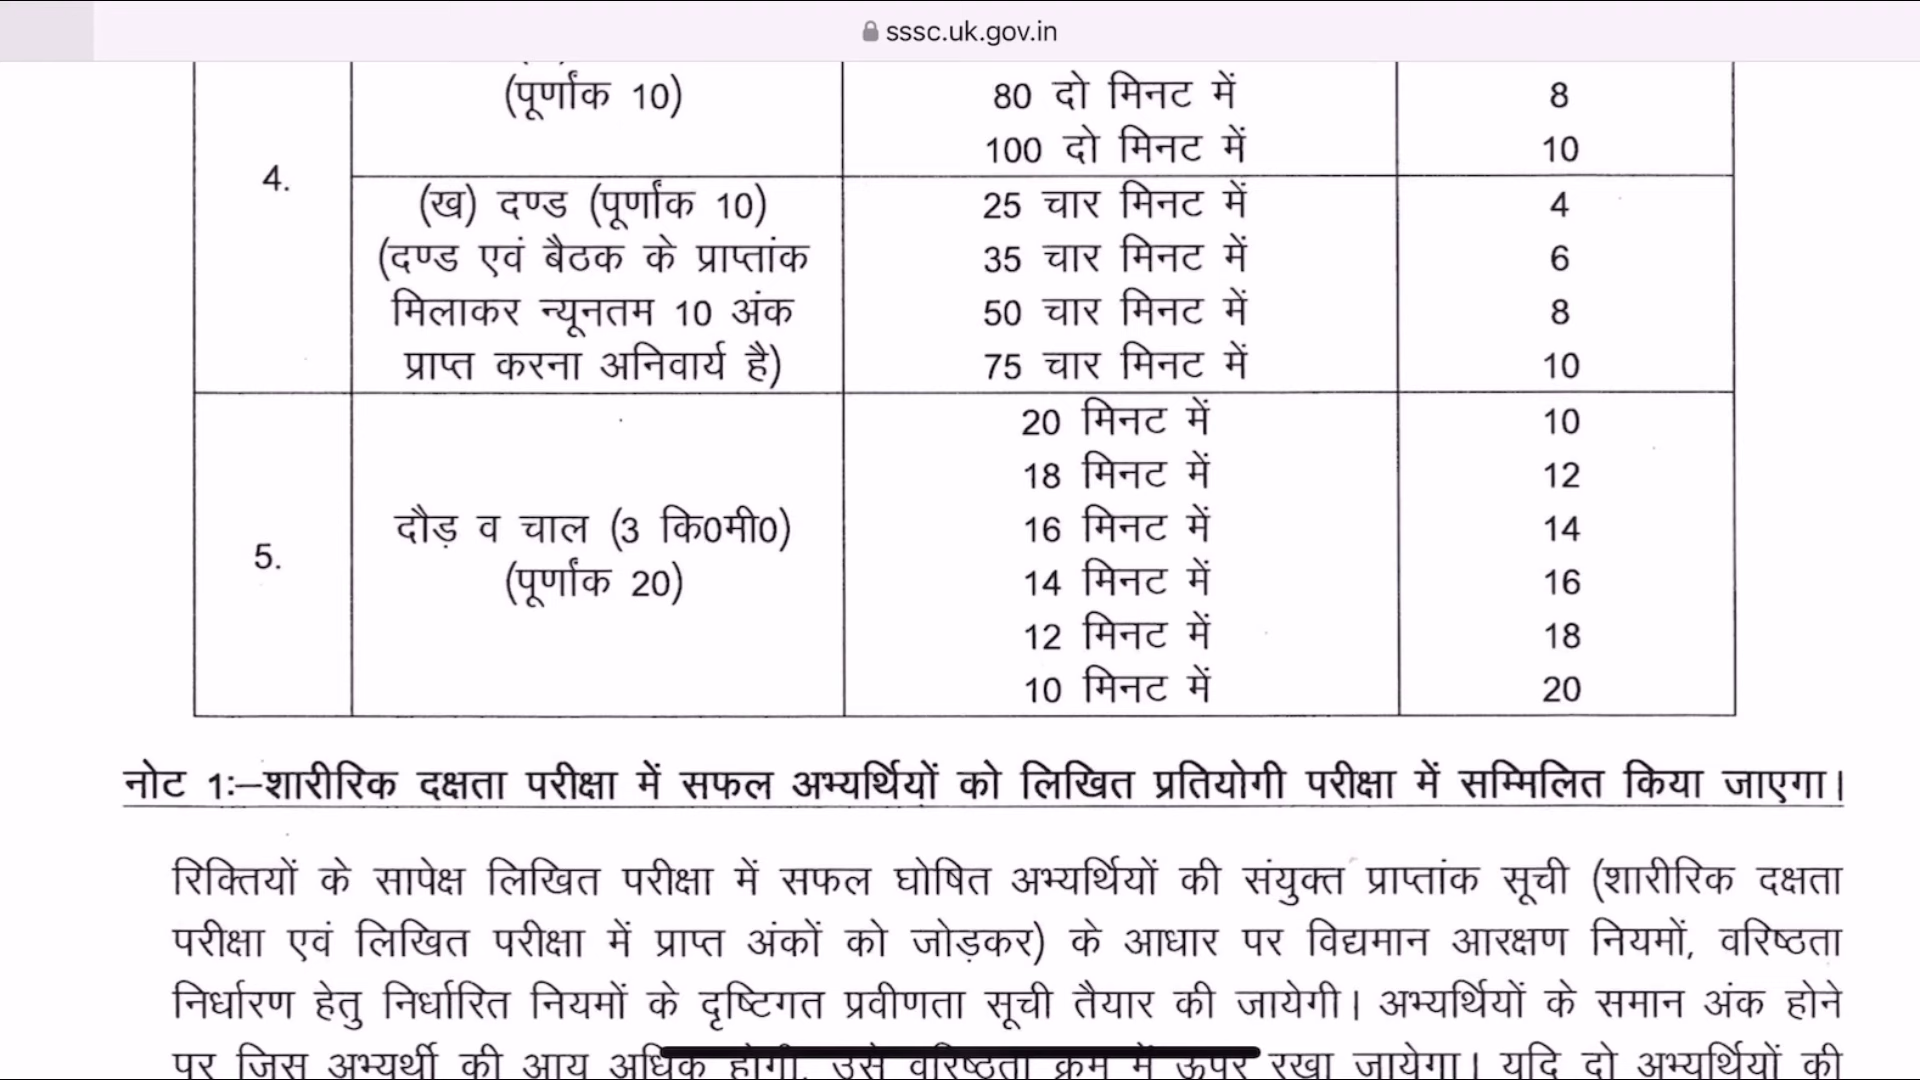 sssc.uk.gov.in
(पूर्णांक 10)
80 दो मिनट में 8
100 दो मिनट में 10
4.
(ख) दण्ड (पूर्णांक 10) 25 चार मिनट में 4
(दण्ड एवं बैठक के प्राप्तांक 35 चार मिनट में 6
मिलाकर न्यूनतम 10 अंक 50 चार मिनट में 8
प्राप्त करना अनिवार्य है) 75 चार मिनट में 10
5.
दौड़ व चाल (3 कि0मी0)
(पूर्णांक 20)
20 मिनट में 10
18 मिनट में 12
16 मिनट में 14
14 मिनट में 16
12 मिनट में 18
10 मिनट में 20
नोट 1ः–शारीरिक दक्षता परीक्षा में सफल अभ्यर्थियों को लिखित प्रतियोगी परीक्षा में सम्मिलित किया जाएगा।
रिक्तियों के सापेक्ष लिखित परीक्षा में सफल घोषित अभ्यर्थियों की संयुक्त प्राप्तांक सूची (शारीरिक दक्षता
परीक्षा एवं लिखित परीक्षा में प्राप्त अंकों को जोड़कर) के आधार पर विद्यमान आरक्षण नियमों, वरिष्ठता
निर्धारण हेतु निर्धारित नियमों के दृष्टिगत प्रवीणता सूची तैयार की जायेगी। अभ्यर्थियों के समान अंक होने
पर जिस अभ्यर्थी की आयु अधिक होगी, उसे वरिष्ठता क्रम में ऊपर रखा जायेगा। यदि दो अभ्यर्थियों की